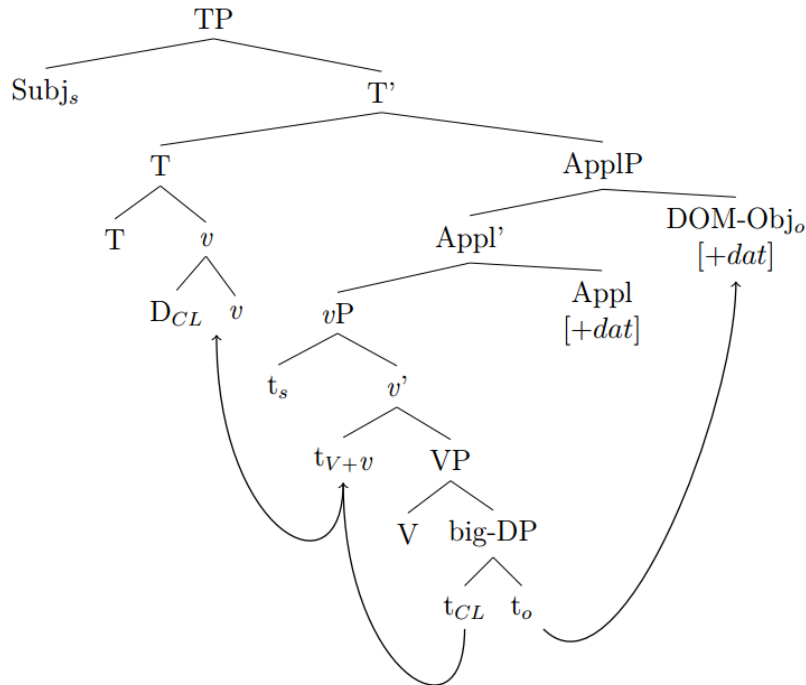 TP
Subj_s T'
T ApplP
T v Appl' DOM-Obj_o
[+dat]
D_CL v vP Appl
[+dat]
t_s v'
t_V+v VP
V big-DP
t_CL t_o